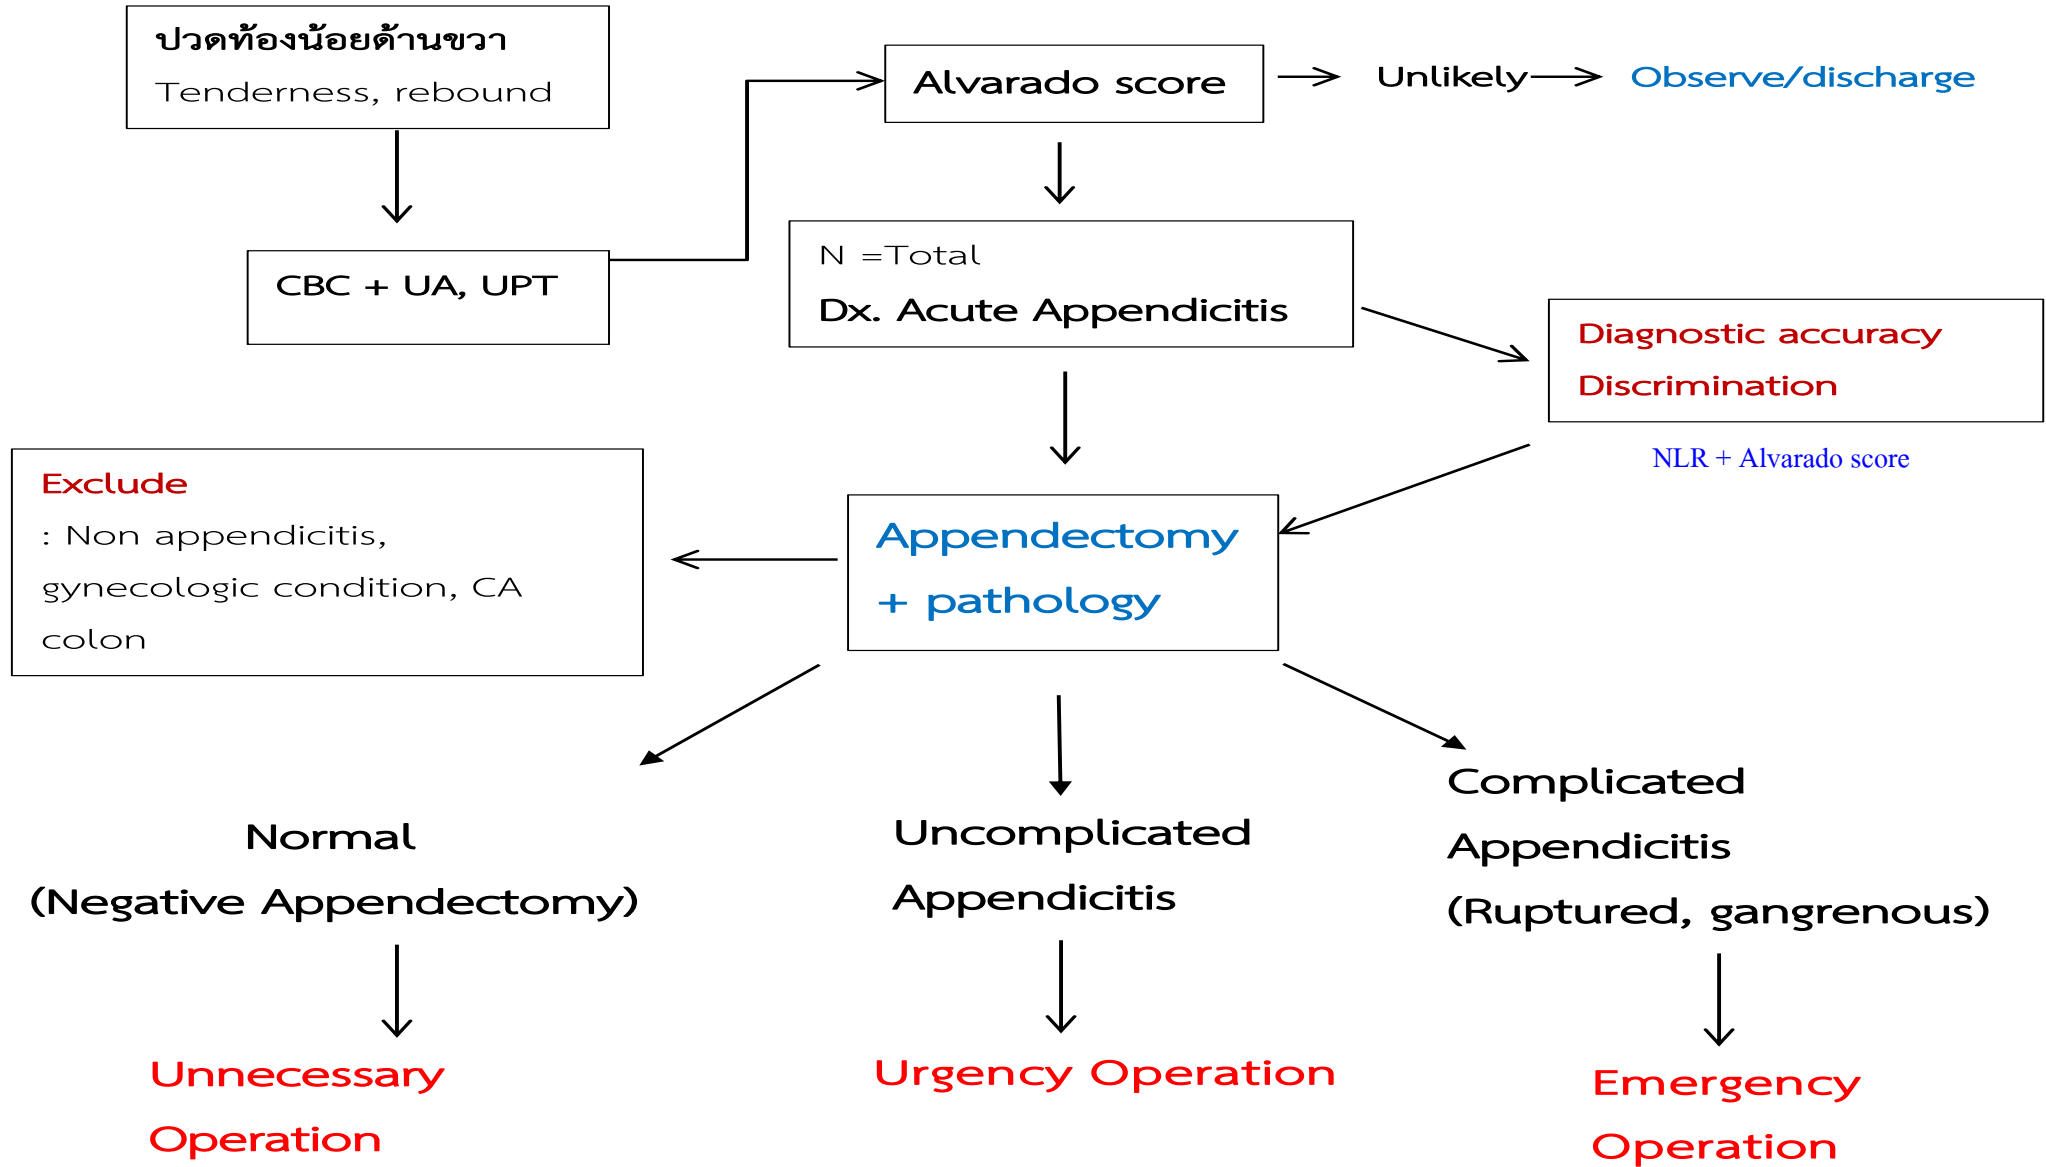 ปวดท้องน้อยด้านขวา
Tenderness, rebound
CBC + UA, UPT
Alvarado score
Unlikely
Observe/discharge
N =Total
Dx. Acute Appendicitis
Diagnostic accuracy
Discrimination
NLR + Alvarado score
Exclude
: Non appendicitis,
gynecologic condition, CA
colon
Appendectomy
+ pathology
Normal
(Negative Appendectomy)
Unnecessary
Operation
Uncomplicated
Appendicitis
Urgency Operation
Complicated
Appendicitis
(Ruptured, gangrenous)
Emergency
Operation